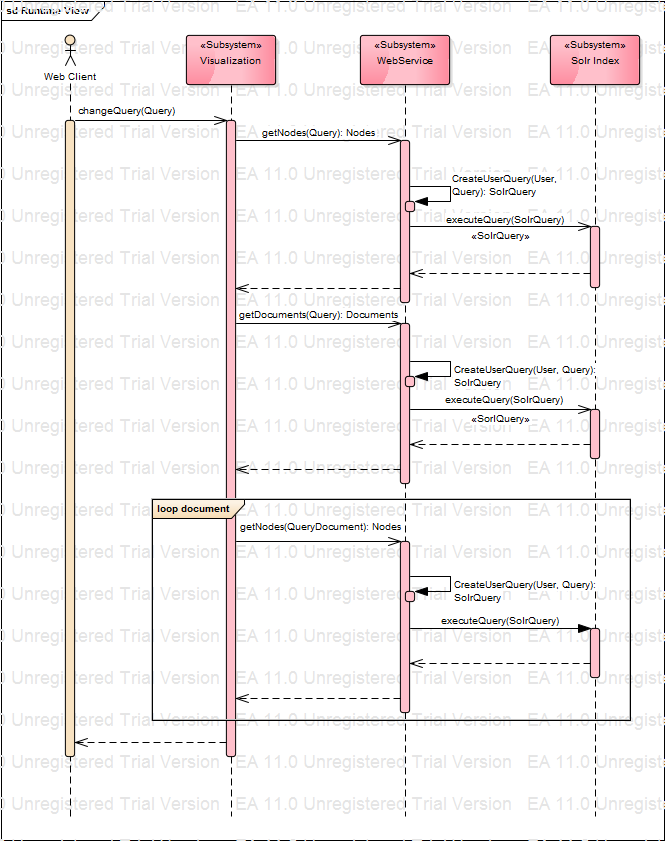 sd Runtime View
«Subsystem»
Visualization
«Subsystem»
WebService
«Subsystem»
Solr Index
Web Client
changeQuery(Query)
getNodes(Query): Nodes
CreateUserQuery(User,
Query): SolrQuery
executeQuery(SolrQuery)
«SolrQuery»
getDocuments(Query): Documents
CreateUserQuery(User, Query):
SolrQuery
executeQuery(SolrQuery)
«SorlQuery»
loop document
getNodes(QueryDocument): Nodes
CreateUserQuery(User, Query):
SolrQuery
executeQuery(SolrQuery)
EA 11.0 Unregistered Trial Version